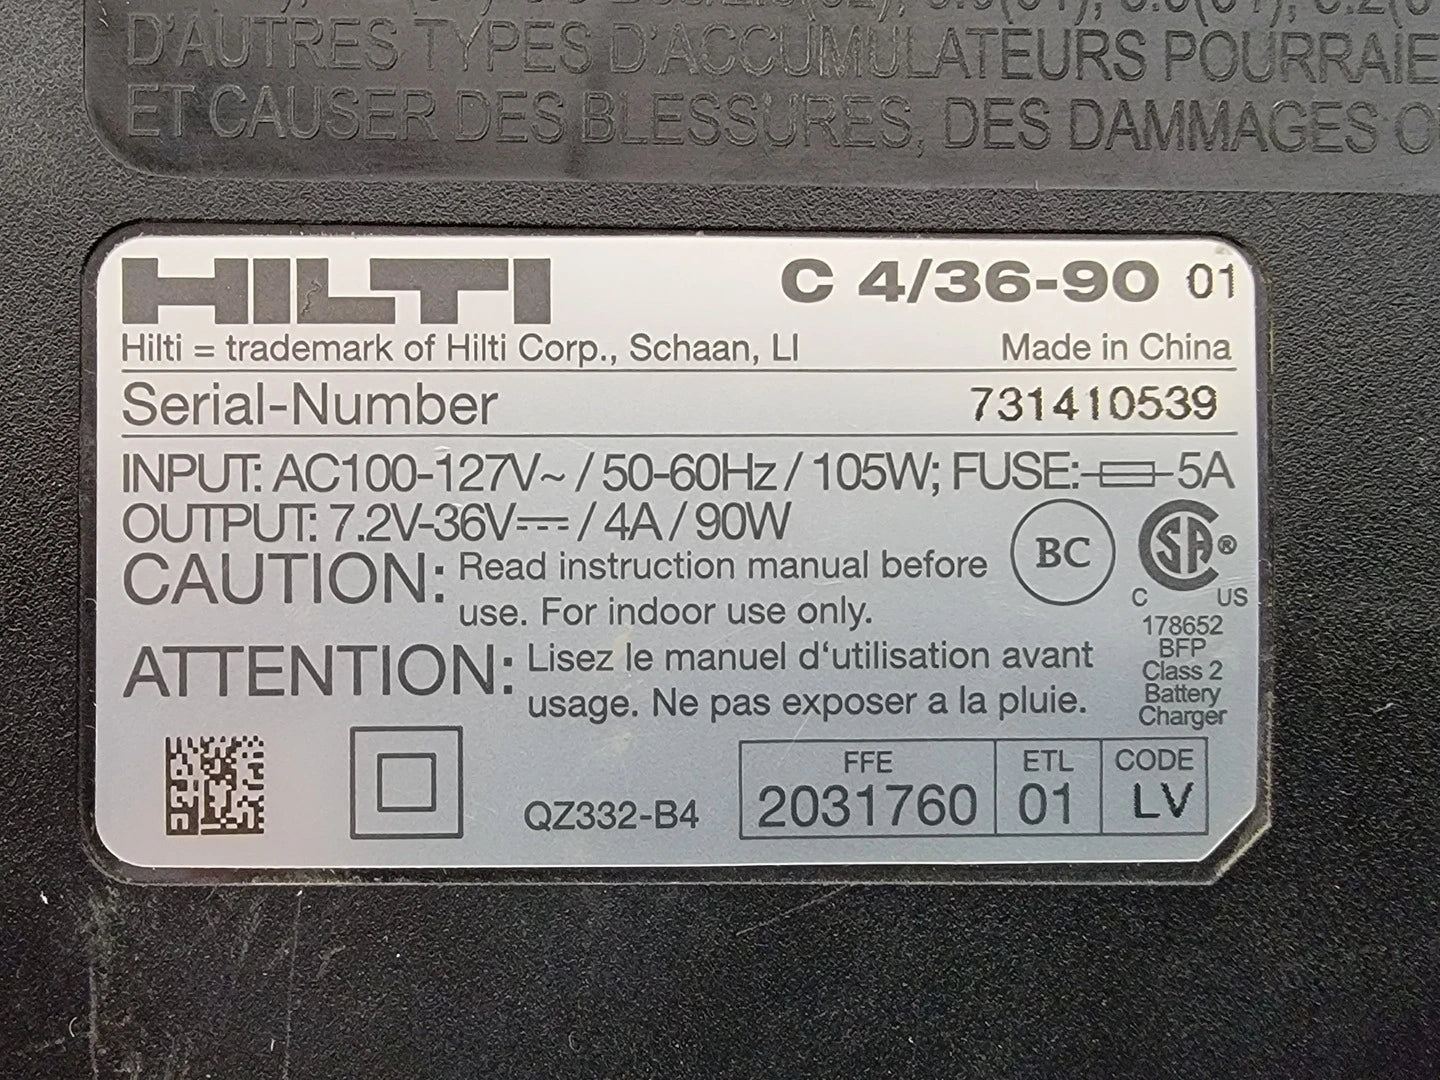 D'AUTRES TYPES D'ACCUMULATEURS
ET CAUSER DES BLESSURES, DES DAMMAGES
HILTI
C 4/36-90 01
Hilti = trademark of Hilti Corp., Schaan, LI
Made in China
Serial-Number 731410539
INPUT: AC100-127V~ / 50-60Hz / 105W; FUSE: 5A
OUTPUT: 7.2V-36V⎓ / 4A / 90W
CAUTION: Read instruction manual before
use. For indoor use only.
BC
SA®
C US
178652
BFP
Class 2
Battery
Charger
ATTENTION: Lisez le manuel d'utilisation avant
usage. Ne pas exposer a la pluie.
QZ332-B4
FFE ETL CODE
2031760 01 LV